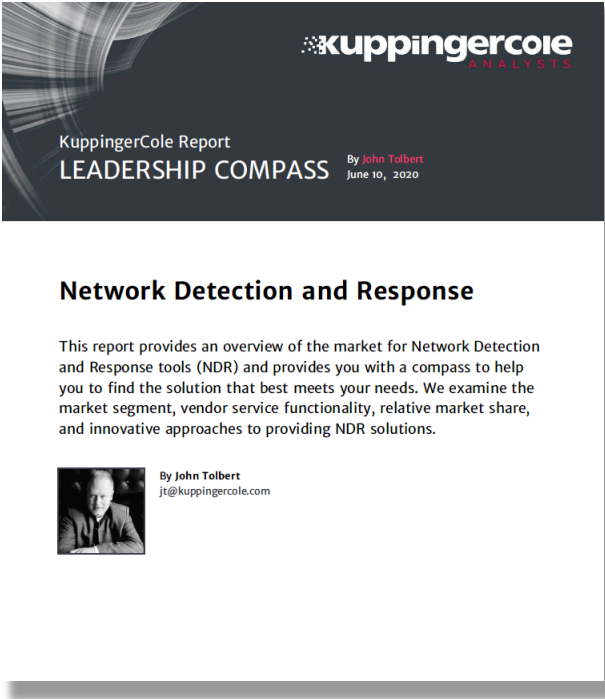 kuppingercole
ANALYSTS
KuppingerCole Report
LEADERSHIP COMPASS
By John Tolbert
June 10, 2020
Network Detection and Response
This report provides an overview of the market for Network Detection
and Response tools (NDR) and provides you with a compass to help
you to find the solution that best meets your needs. We examine the
market segment, vendor service functionality, relative market share,
and innovative approaches to providing NDR solutions.
By John Tolbert
jt@kuppingercole.com